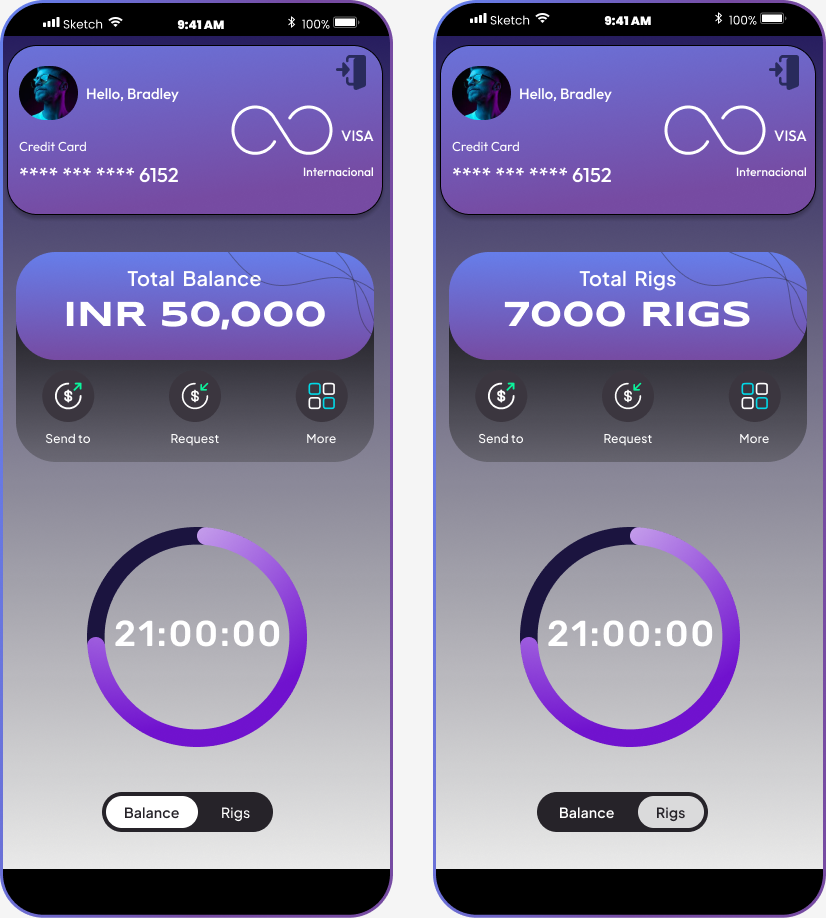 Sketch 9:41 AM 100%
Hello, Bradley
VISA
Credit Card
**** *** **** 6152
Internacional
Total Balance
INR 50,000
$ $
Send to Request More
21:00:00
Balance Rigs
Sketch 9:41 AM 100%
Hello, Bradley
VISA
Credit Card
**** *** **** 6152
Internacional
Total Rigs
7000 RIGS
$ $
Send to Request More
21:00:00
Balance Rigs